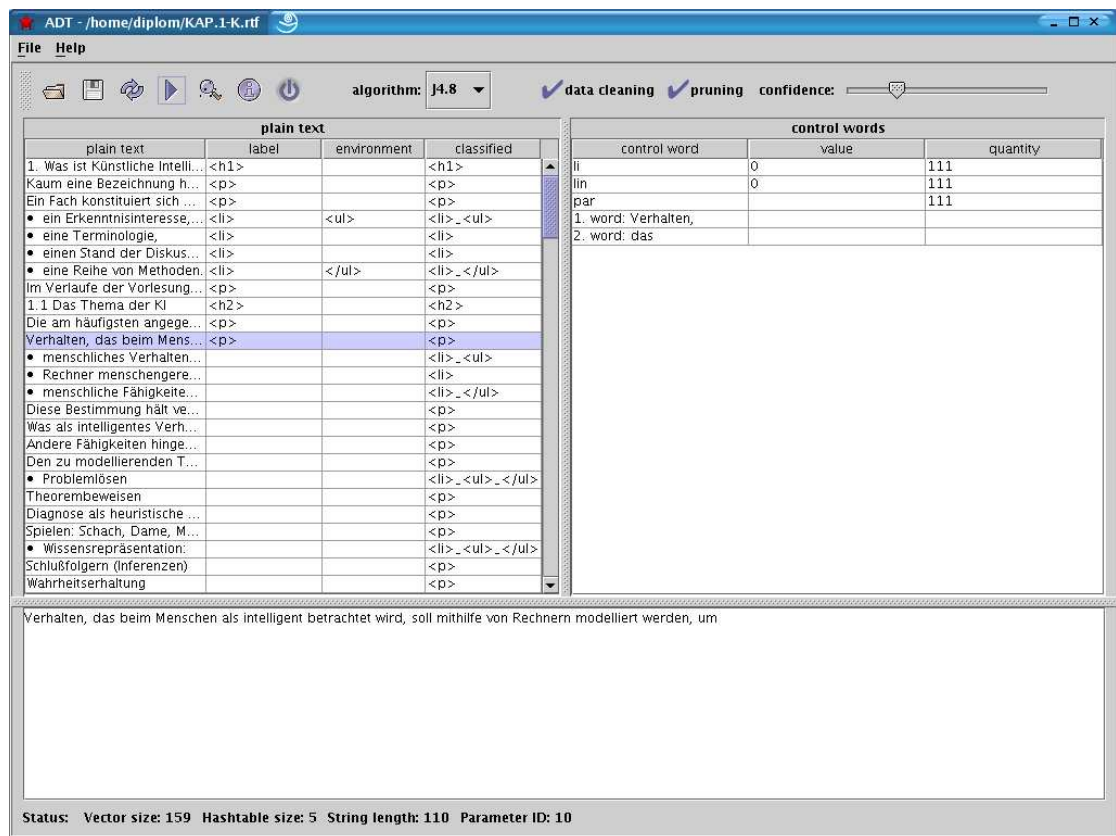 ADT - /home/diplom/KAP.1-K.rtf
File Help
algorithm: J4.8 data cleaning pruning confidence:
plain text
plain text label environment classified
1. Was ist Künstliche Intelli... <h1> <h1>
Kaum eine Bezeichnung h... <p> <p>
Ein Fach konstituiert sich ... <p> <p>
• ein Erkenntnisinteresse,... <li> <ul> <li>_<ul>
• eine Terminologie, <li> <li>
• einen Stand der Diskus... <li> <li>
• eine Reihe von Methoden. <li> </ul> <li>_</ul>
Im Verlaufe der Vorlesung... <p> <p>
1.1 Das Thema der KI <h2> <h2>
Die am häufigsten angege... <p> <p>
Verhalten, das beim Mens... <p> <p>
• menschliches Verhalten... <li>_<ul>
• Rechner menschengere... <li>
• menschliche Fähigkeite... <li>_</ul>
Diese Bestimmung hält ve... <p>
Was als intelligentes Verh... <p>
Andere Fähigkeiten hinge... <p>
Den zu modellierenden T... <p>
• Problemlösen <li>_<ul>_</ul>
Theorembeweisen <p>
Diagnose als heuristische ... <p>
Spielen: Schach, Dame, M... <p>
• Wissensrepräsentation: <li>_<ul>_</ul>
Schlußfolgern (Inferenzen) <p>
Wahrheitserhaltung <p>
control words
control word value quantity
li 0 111
lin 0 111
par 111
1. word: Verhalten,
2. word: das
Verhalten, das beim Menschen als intelligent betrachtet wird, soll mithilfe von Rechnern modelliert werden, um
Status: Vector size: 159 Hashtable size: 5 String length: 110 Parameter ID: 10